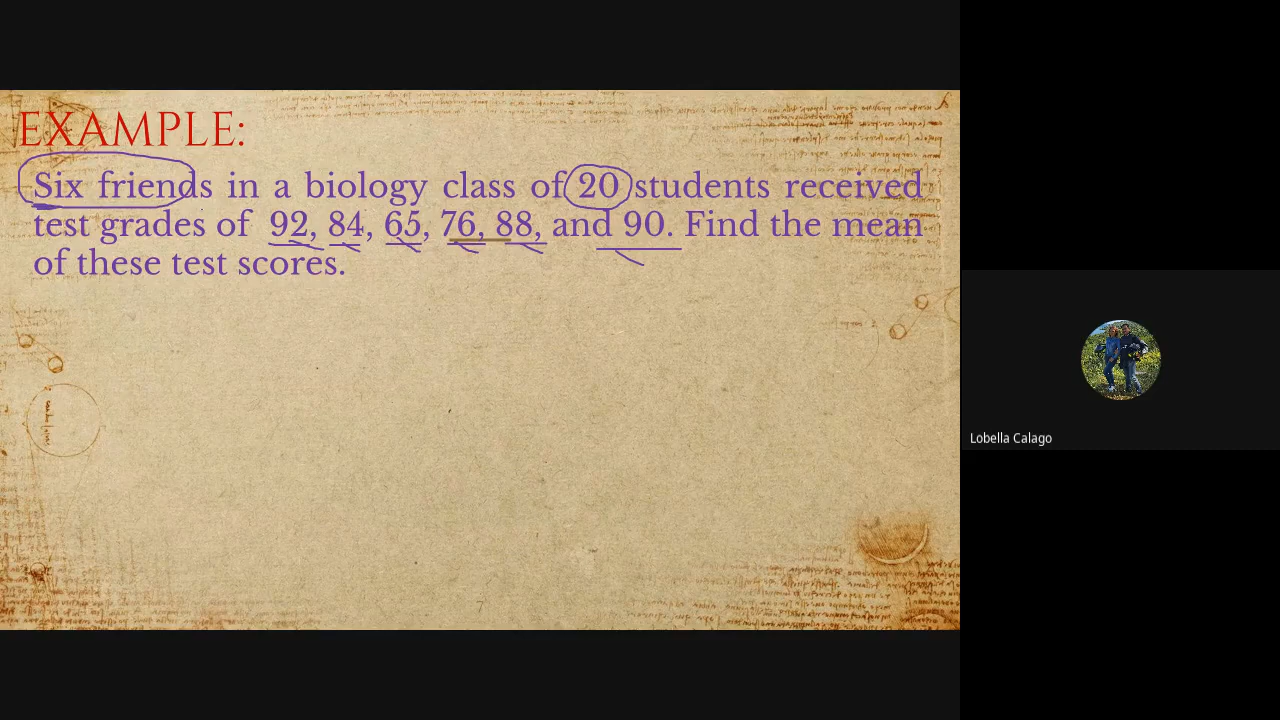 EXAMPLE:
Six friends in a biology class of 20 students received
test grades of 92, 84, 65, 76, 88, and 90. Find the mean
of these test scores.
Lobella Calago